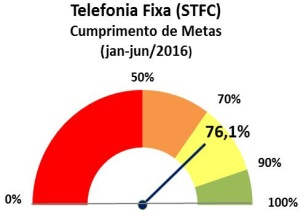 Telefonia Fixa (STFC)
Cumprimento de Metas
(jan-jun/2016)
50%
70%
76,1%
90%
0%
100%